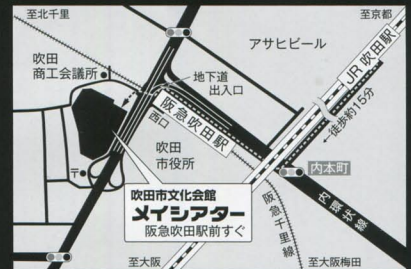 至北千里
至京都
アサヒビール
JR吹田駅
吹田
商工会議所
地下道
出入口
←徒歩約15分
阪急吹田駅
西口
吹田
市役所
〒
内本町
吹田市文化会館
メイシアター
阪急吹田駅前すぐ
阪急千里線
内環状線
至大阪
至大阪梅田